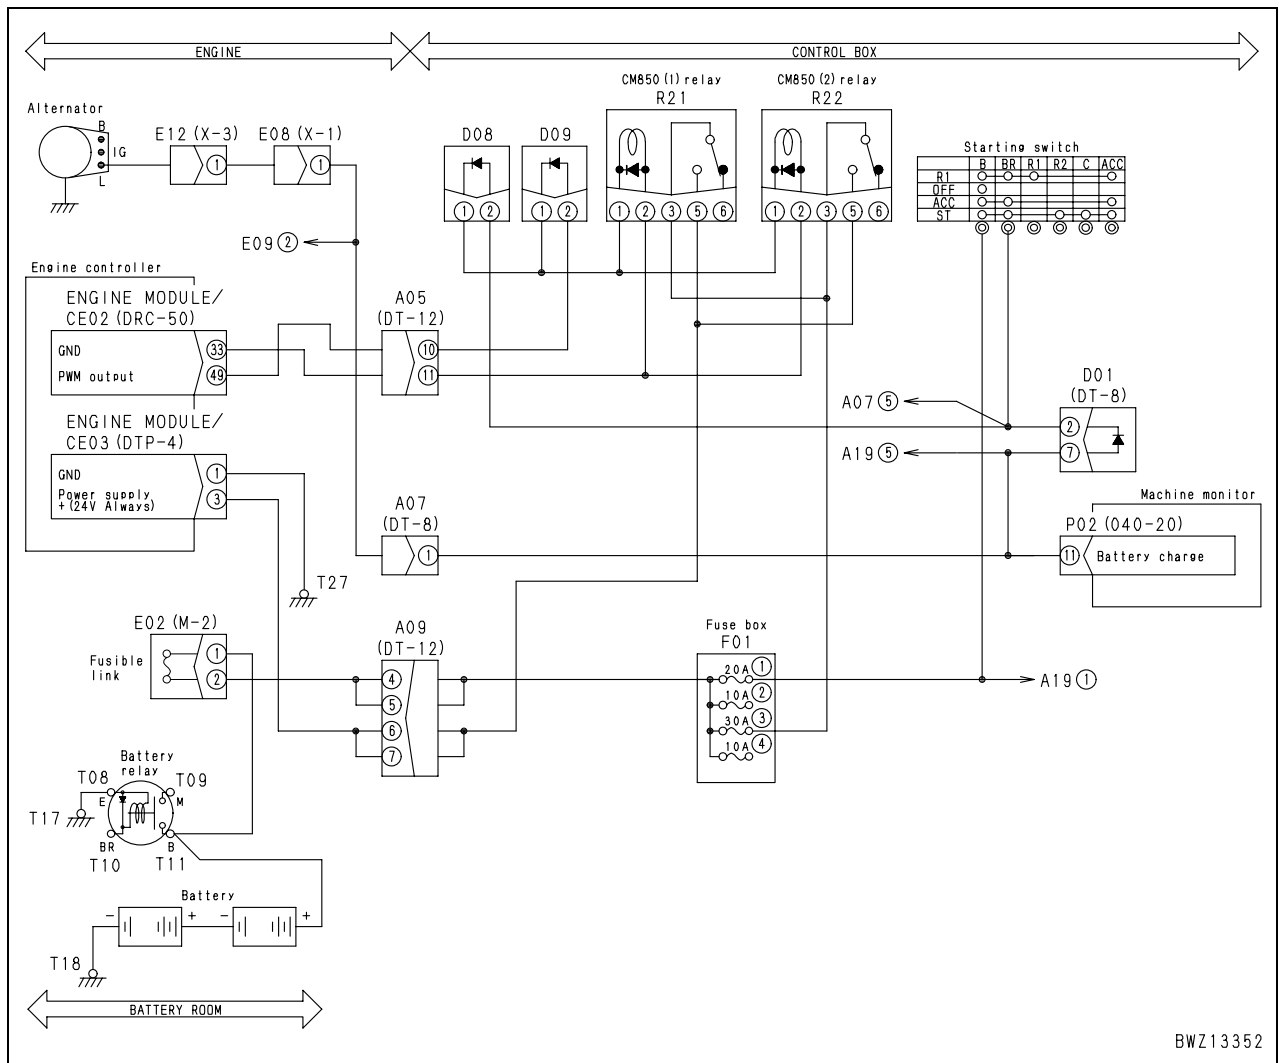 ENGINE
CONTROL BOX
CM850 (1) relay
R21
CM850 (2) relay
R22
Alternator
B
IG
L
E12 (X-3)
1
E08 (X-1)
1
D08
1 2
D09
1 2
1 2 3 5 6
1 2 3 5 6
Starting switch
B BR R1 R2 C ACC
R1
OFF
ACC
ST
E09 2
Engine controller
ENGINE MODULE/
CE02 (DRC-50)
GND 33
PWM output 49
A05
(DT-12)
10
11
ENGINE MODULE/
CE03 (DTP-4)
GND 1
Power supply
+(24V Always) 3
A07 5
A19 5
D01
(DT-8)
2
7
A07
(DT-8)
1
Machine monitor
P02 (040-20)
11 Battery charge
T27
E02 (M-2)
Fusible
link
1
2
A09
(DT-12)
4
5
6
7
Fuse box
F01
20A 1
10A 2
30A 3
10A 4
A19 1
Battery
relay
T08
T09
E
M
T17
BR
B
T10
T11
Battery
- + - +
T18
BATTERY ROOM
BWZ13352